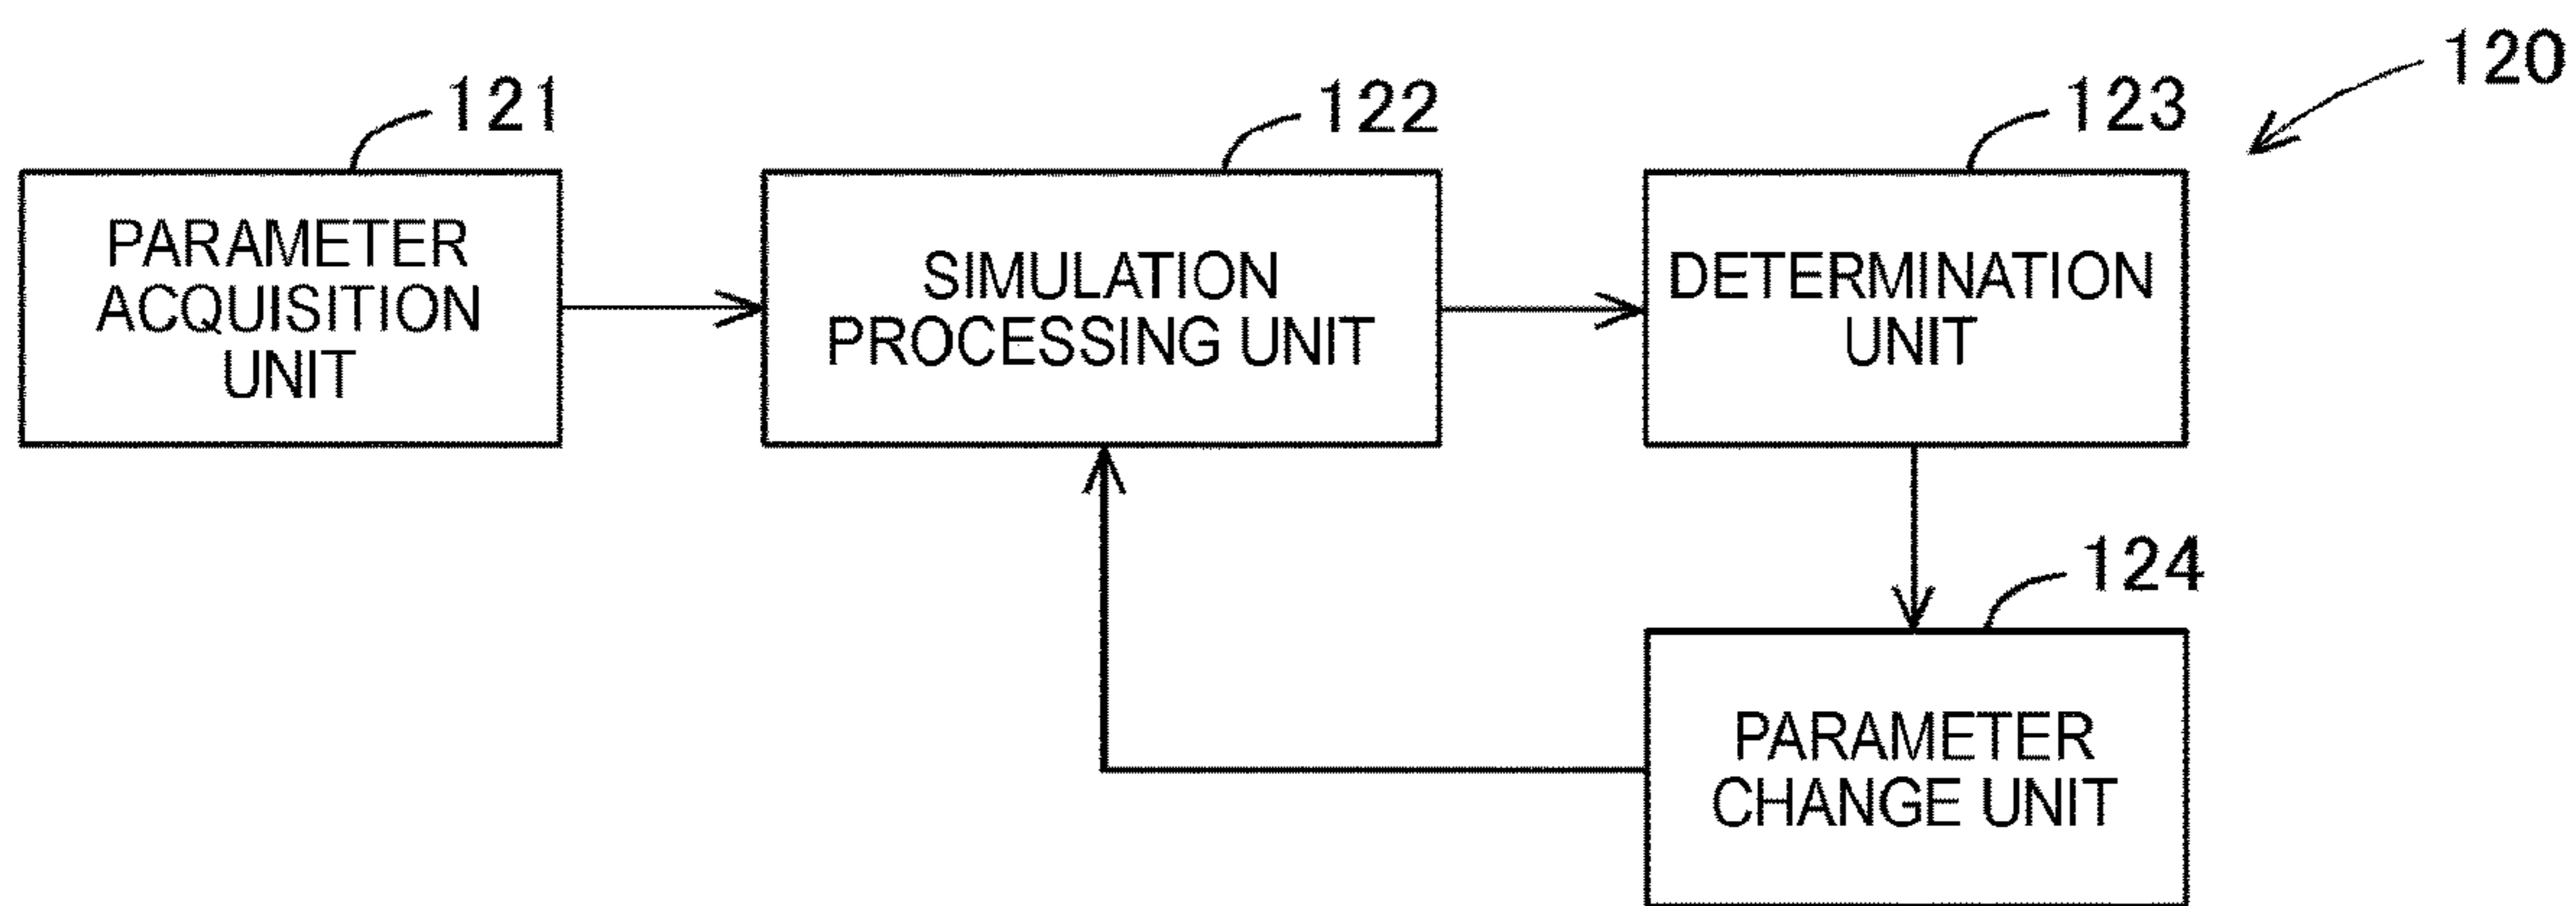 120
121
122
123
PARAMETER
ACQUISITION
UNIT
SIMULATION
PROCESSING UNIT
DETERMINATION
UNIT
124
PARAMETER
CHANGE UNIT